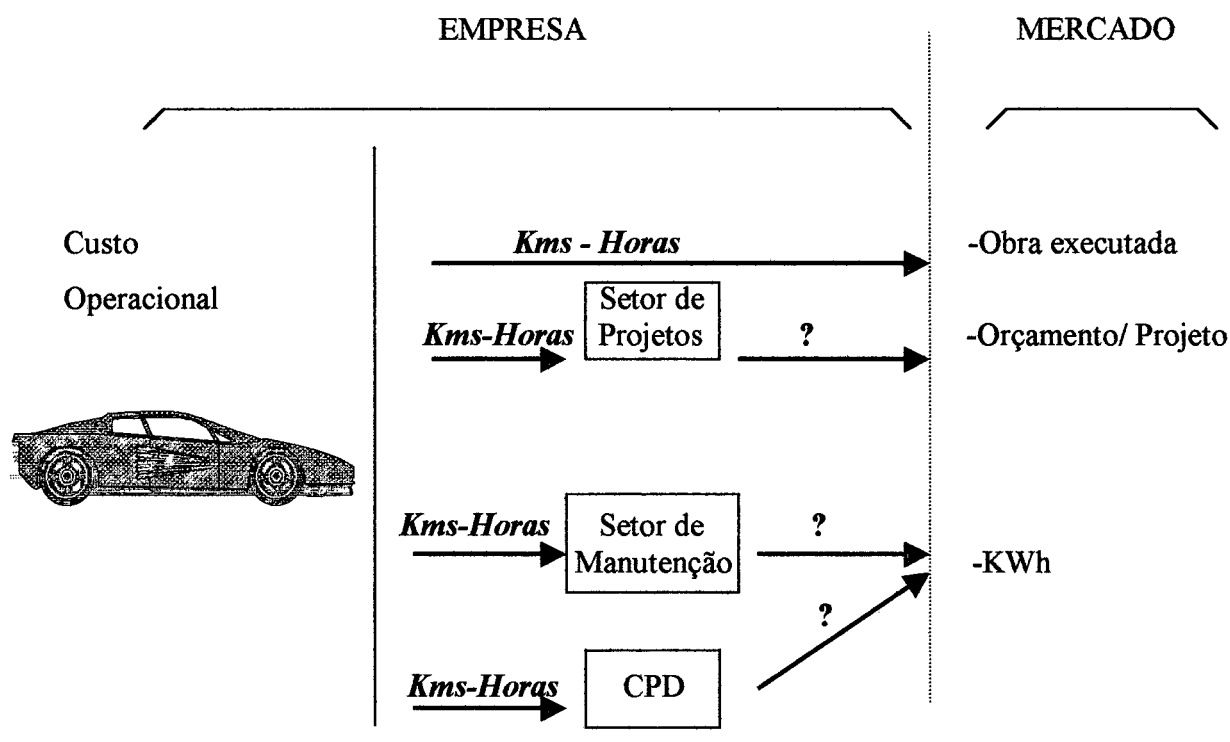 EMPRESA
MERCADO
Custo
Operacional
Kms - Horas
-Obra executada
Kms-Horas
Setor de
Projetos
?
-Orçamento/ Projeto
Kms-Horas
Setor de
Manutenção
?
-KWh
?
Kms-Horas
CPD